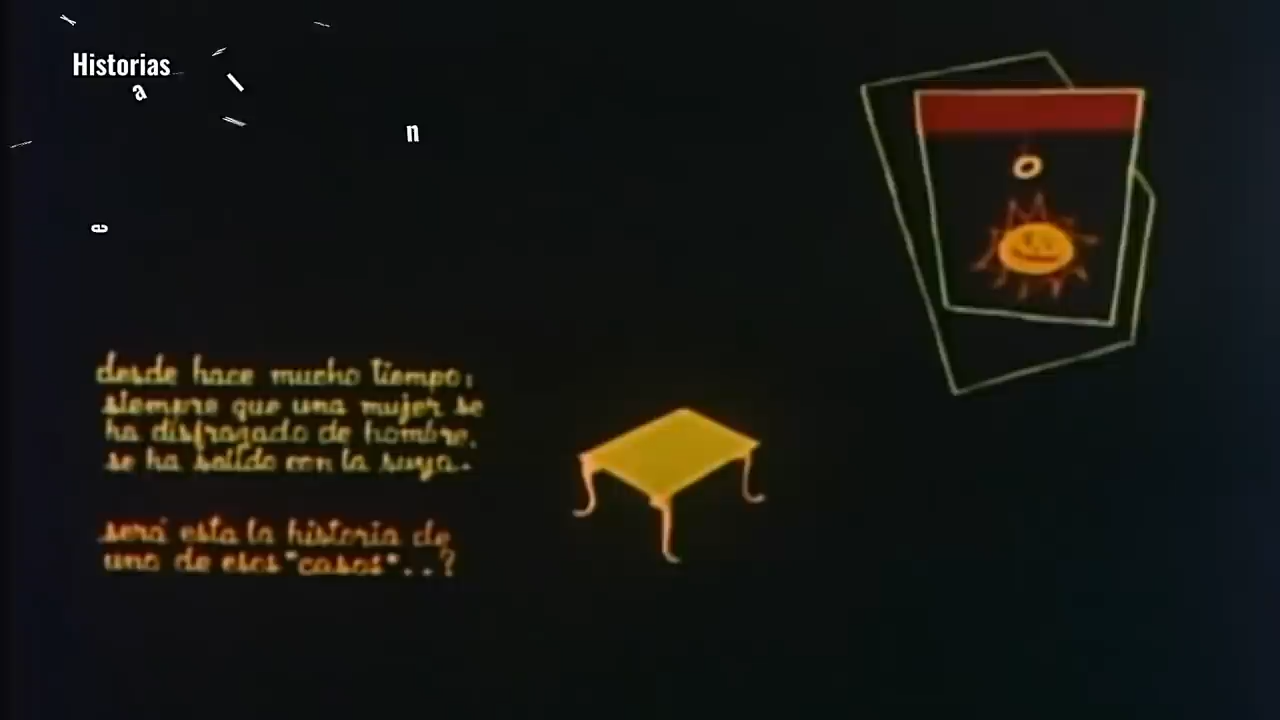 Historias
a
n
e
desde hace mucho tiempo,
siempre que una mujer se
ha disfrazado de hombre,
se ha salido con la suya.
será esta la historia de
uno de esos "casos"..?